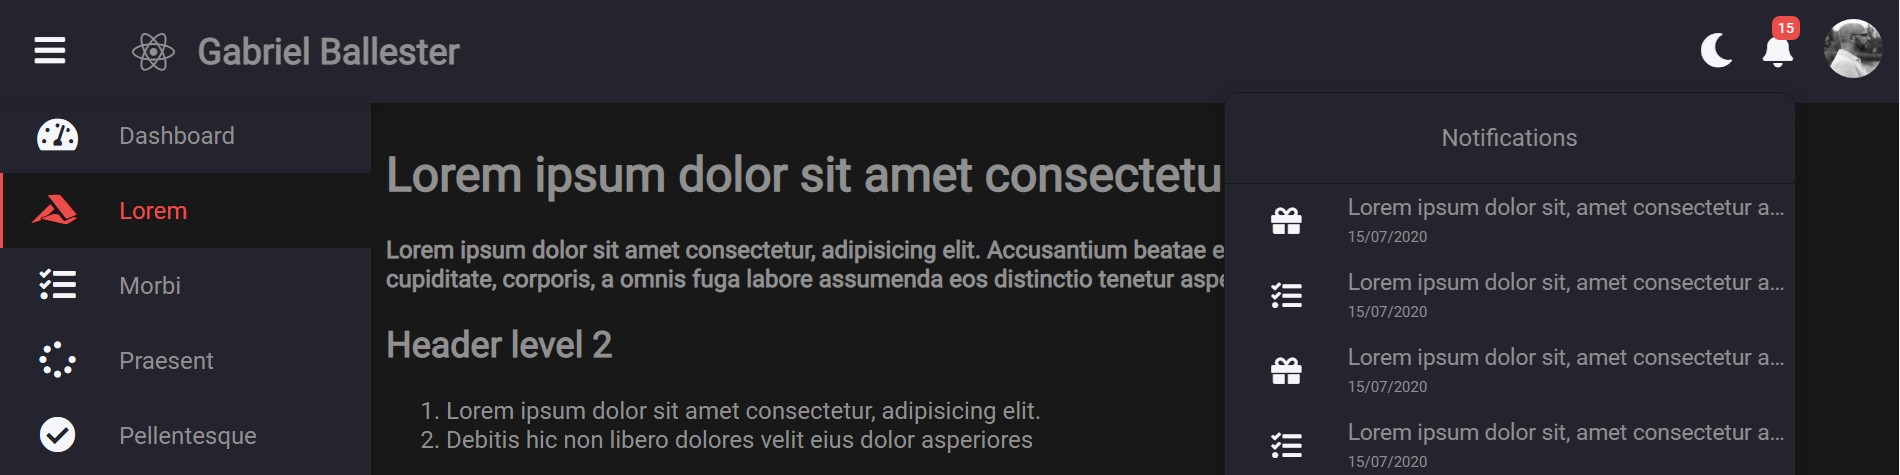 Gabriel Ballester
15
Dashboard
Lorem
Morbi
Praesent
Pellentesque
Lorem ipsum dolor sit amet consectetu
Lorem ipsum dolor sit amet consectetur, adipisicing elit. Accusantium beatae e
cupiditate, corporis, a omnis fuga labore assumenda eos distinctio tenetur aspe
Header level 2
1. Lorem ipsum dolor sit amet consectetur, adipisicing elit.
2. Debitis hic non libero dolores velit eius dolor asperiores
Notifications
Lorem ipsum dolor sit, amet consectetur a...
15/07/2020
Lorem ipsum dolor sit, amet consectetur a...
15/07/2020
Lorem ipsum dolor sit, amet consectetur a...
15/07/2020
Lorem ipsum dolor sit, amet consectetur a...
15/07/2020